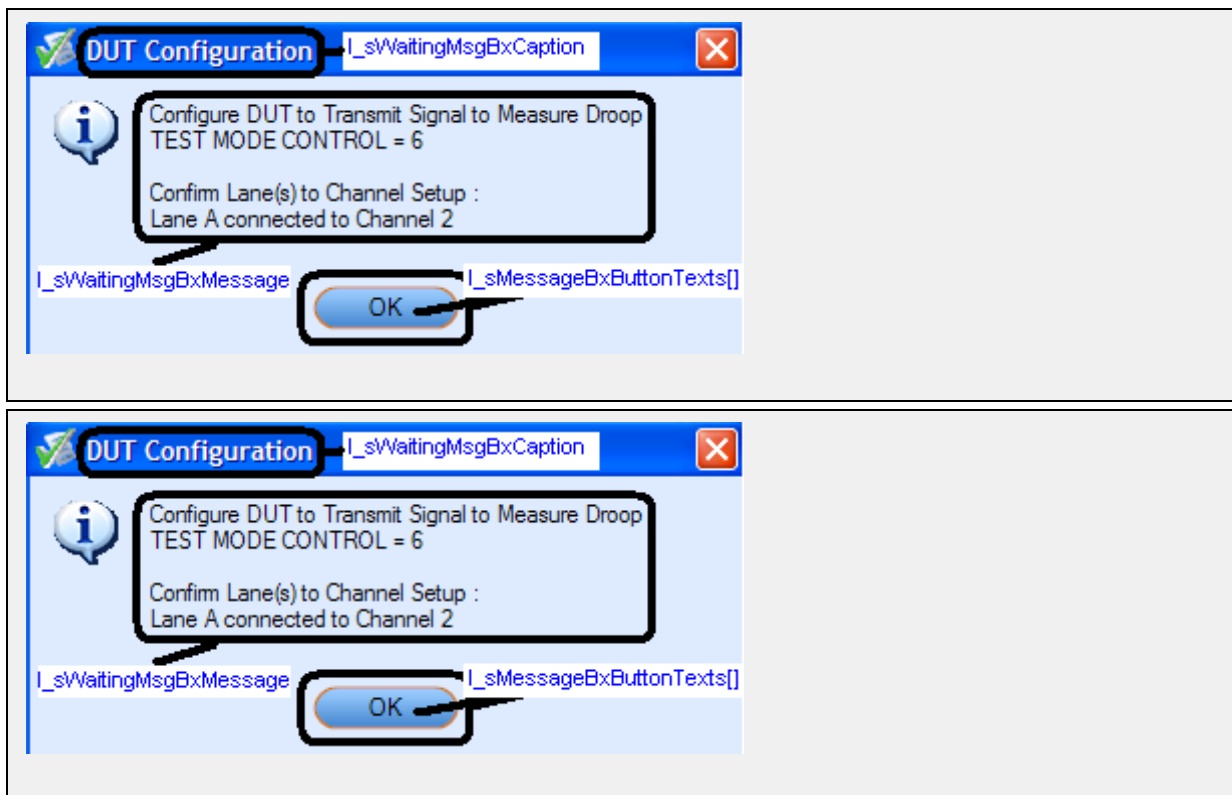 DUT Configuration l_sWaitingMsgBxCaption
Configure DUT to Transmit Signal to Measure Droop
TEST MODE CONTROL = 6
Confirm Lane(s) to Channel Setup :
Lane A connected to Channel 2
l_sWaitingMsgBxMessage
l_sMessageBxButtonTexts[]
OK
DUT Configuration l_sWaitingMsgBxCaption
Configure DUT to Transmit Signal to Measure Droop
TEST MODE CONTROL = 6
Confirm Lane(s) to Channel Setup :
Lane A connected to Channel 2
l_sWaitingMsgBxMessage
l_sMessageBxButtonTexts[]
OK